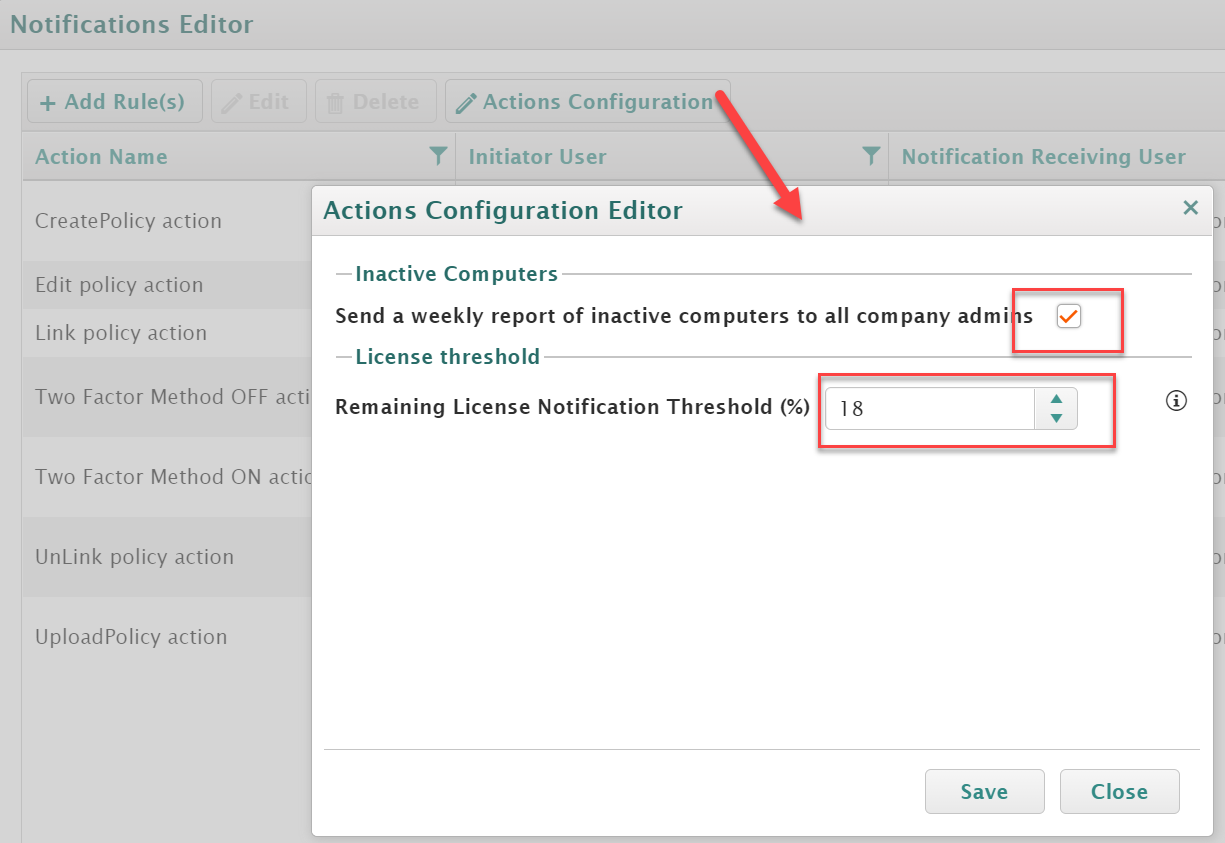 Notifications Editor
Add Rule(s) Edit Delete Actions Configuration
Action Name Initiator User Notification Receiving User
CreatePolicy action
Edit policy action
Link policy action
Two Factor Method OFF
Two Factor Method ON
UnLink policy action
UploadPolicy action
Actions Configuration Editor
Inactive Computers
Send a weekly report of inactive computers to all company admins
License threshold
Remaining License Notification Threshold (%) 18
Save Close